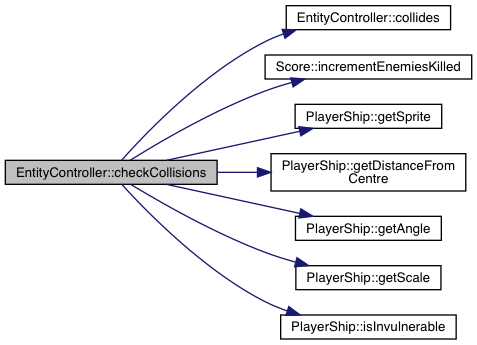 EntityController::collides
Score::incrementEnemiesKilled
PlayerShip::getSprite
EntityController::checkCollisions
PlayerShip::getDistanceFrom
Centre
PlayerShip::getAngle
PlayerShip::getScale
PlayerShip::isInvulnerable